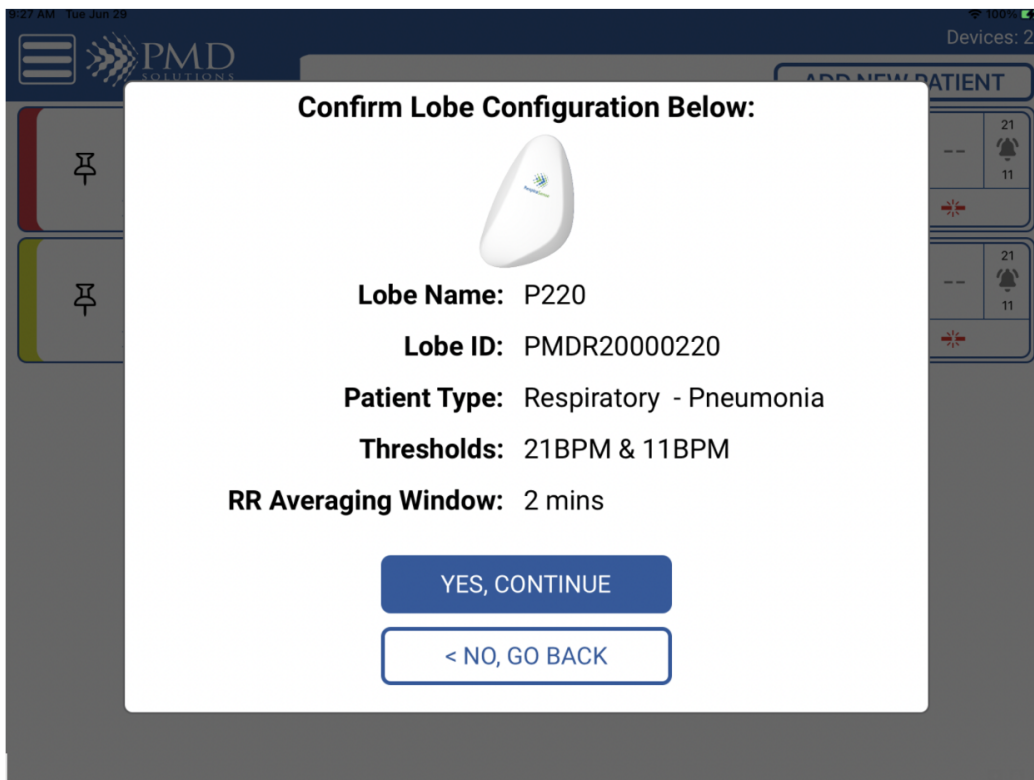 9:27 AM Tue Jun 29
100%
Devices: 2
PMD
SOLUTIONS
ADD NEW PATIENT
Confirm Lobe Configuration Below:
Lobe Name: P220
Lobe ID: PMDR20000220
Patient Type: Respiratory - Pneumonia
Thresholds: 21BPM & 11BPM
RR Averaging Window: 2 mins
YES, CONTINUE
< NO, GO BACK
--
21
11
--
21
11